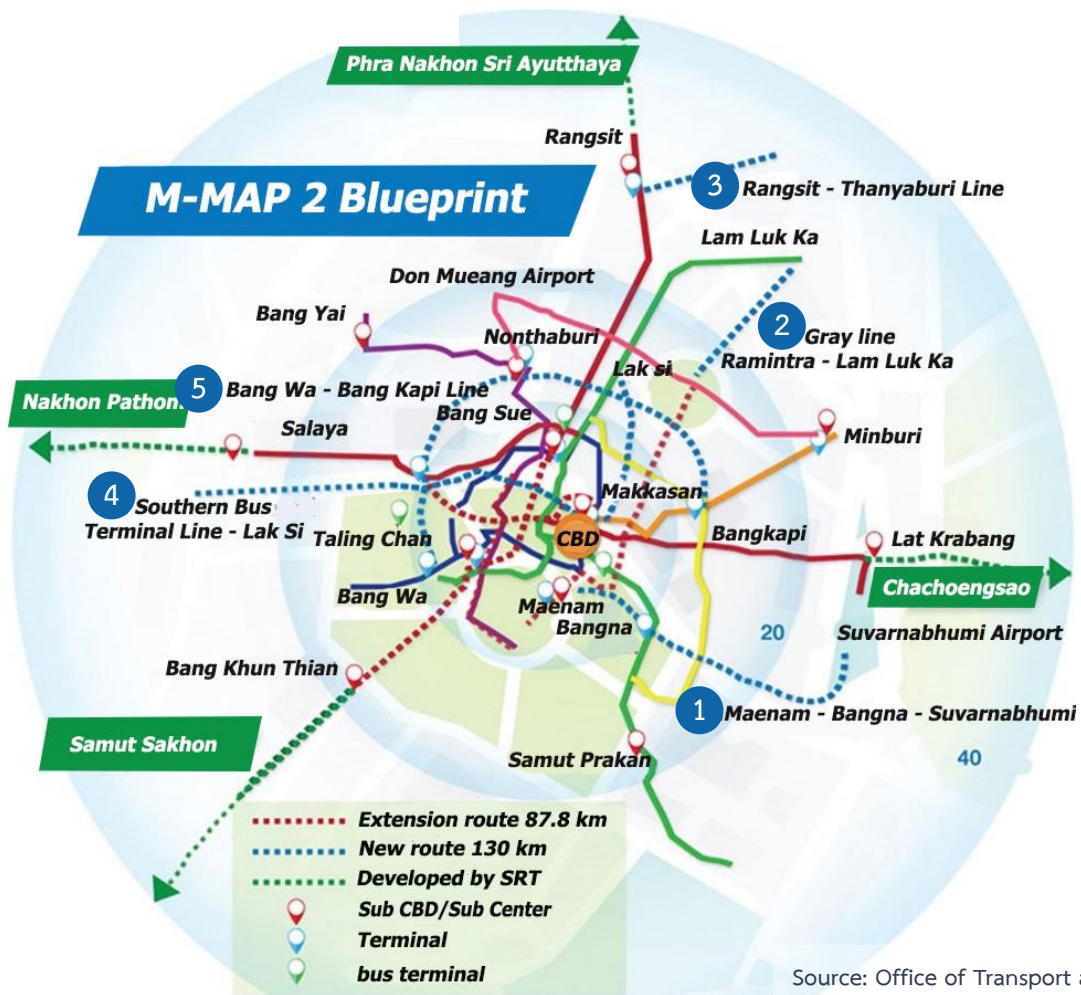 Phra Nakhon Sri Ayutthaya
Rangsit
M-MAP 2 Blueprint
3 Rangsit - Thanyaburi Line
Lam Luk Ka
Don Mueang Airport
Bang Yai
Nonthaburi
2 Gray line
Ramintra - Lam Luk Ka
Lak si
5 Bang Wa - Bang Kapi Line
Nakhon Pathom
Bang Sue
Salaya
Minburi
4 Southern Bus
Terminal Line - Lak Si
Makkasan
Taling Chan
CBD
Bangkapi
Lat Krabang
Chachoengsao
Bang Wa
Maenam
Bangna
20
Suvarnabhumi Airport
Bang Khun Thian
1 Maenam - Bangna - Suvarnabhumi
Samut Sakhon
Samut Prakan
40
Extension route 87.8 km
New route 130 km
Developed by SRT
Sub CBD/Sub Center
Terminal
bus terminal
Source: Office of Transport a